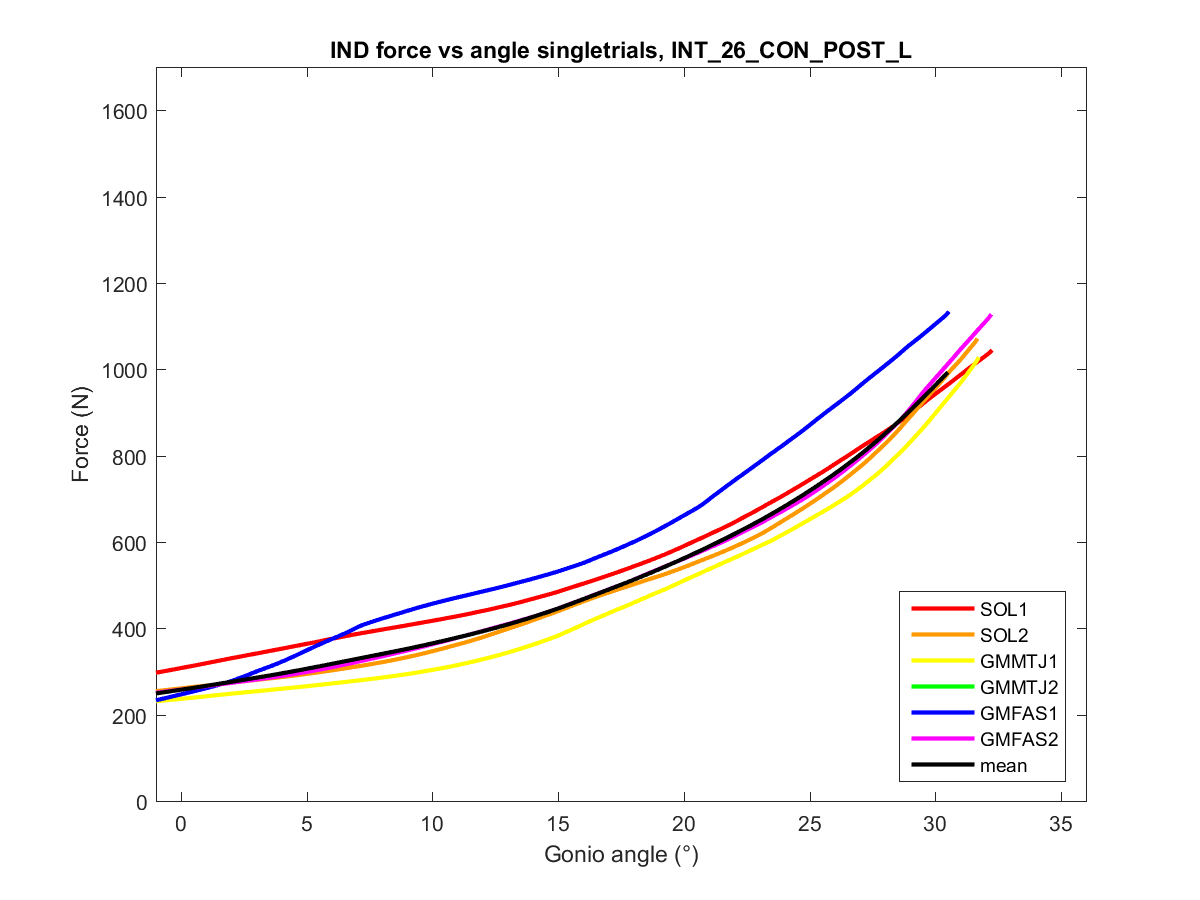 IND force vs angle singletrials, INT_26_CON_POST_L
1600
1400
1200
1000
800
600
400
200
0
Force (N)
0 5 10 15 20 25 30 35
Gonio angle (°)
SOL1
SOL2
GMMTJ1
GMMTJ2
GMFAS1
GMFAS2
mean